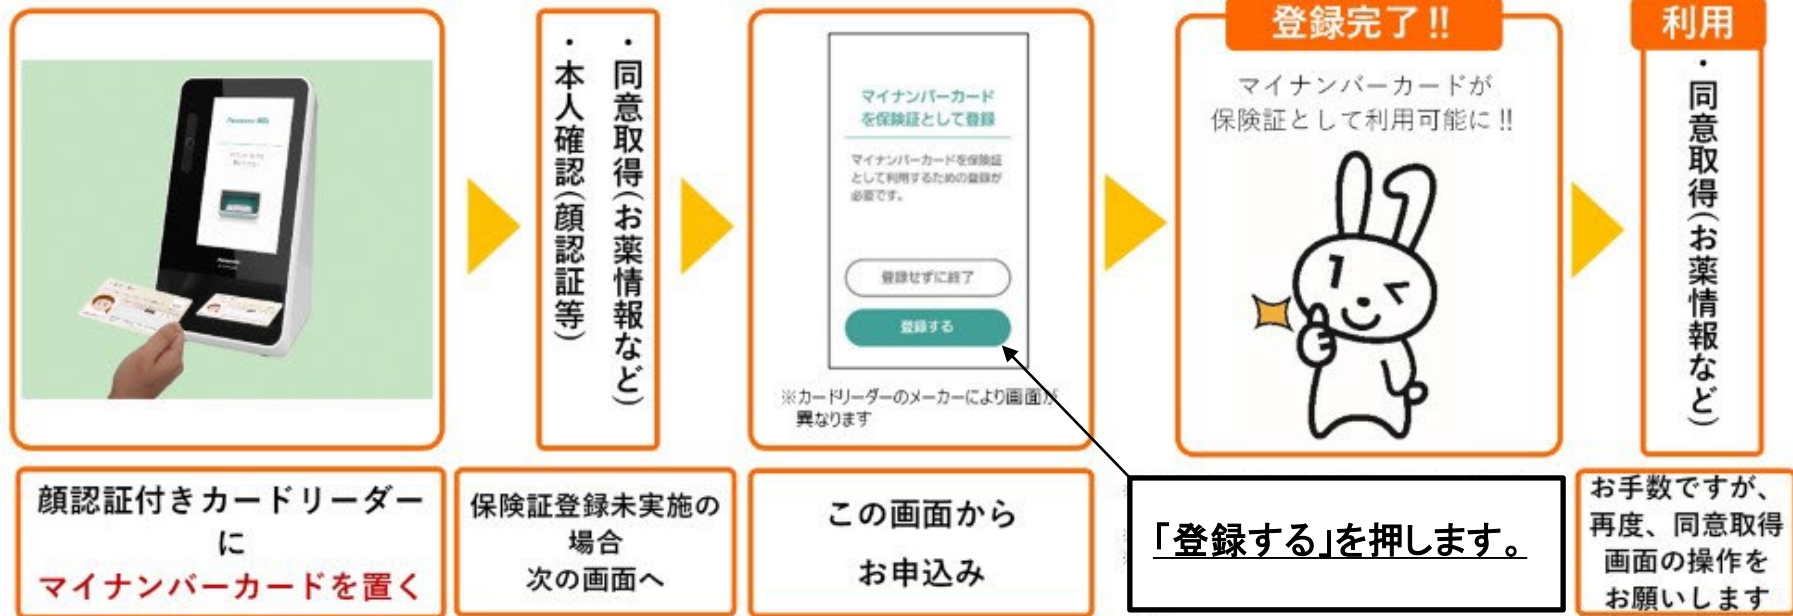 ・同意取得(お薬情報など)
・本人確認(顔認証等)
マイナンバーカード
を保険証として登録
マイナンバーカードを保険証
として利用するための登録が
必要です。
登録せずに終了
登録する
※カードリーダーのメーカーにより画面が
異なります
登録完了!!
マイナンバーカードが
保険証として利用可能に!!
利用
・同意取得(お薬情報など)
顔認証付きカードリーダー
に
マイナンバーカードを置く
保険証登録未実施の
場合
次の画面へ
この画面から
お申込み
「登録する」を押します。
お手数ですが、
再度、同意取得
画面の操作を
お願いします